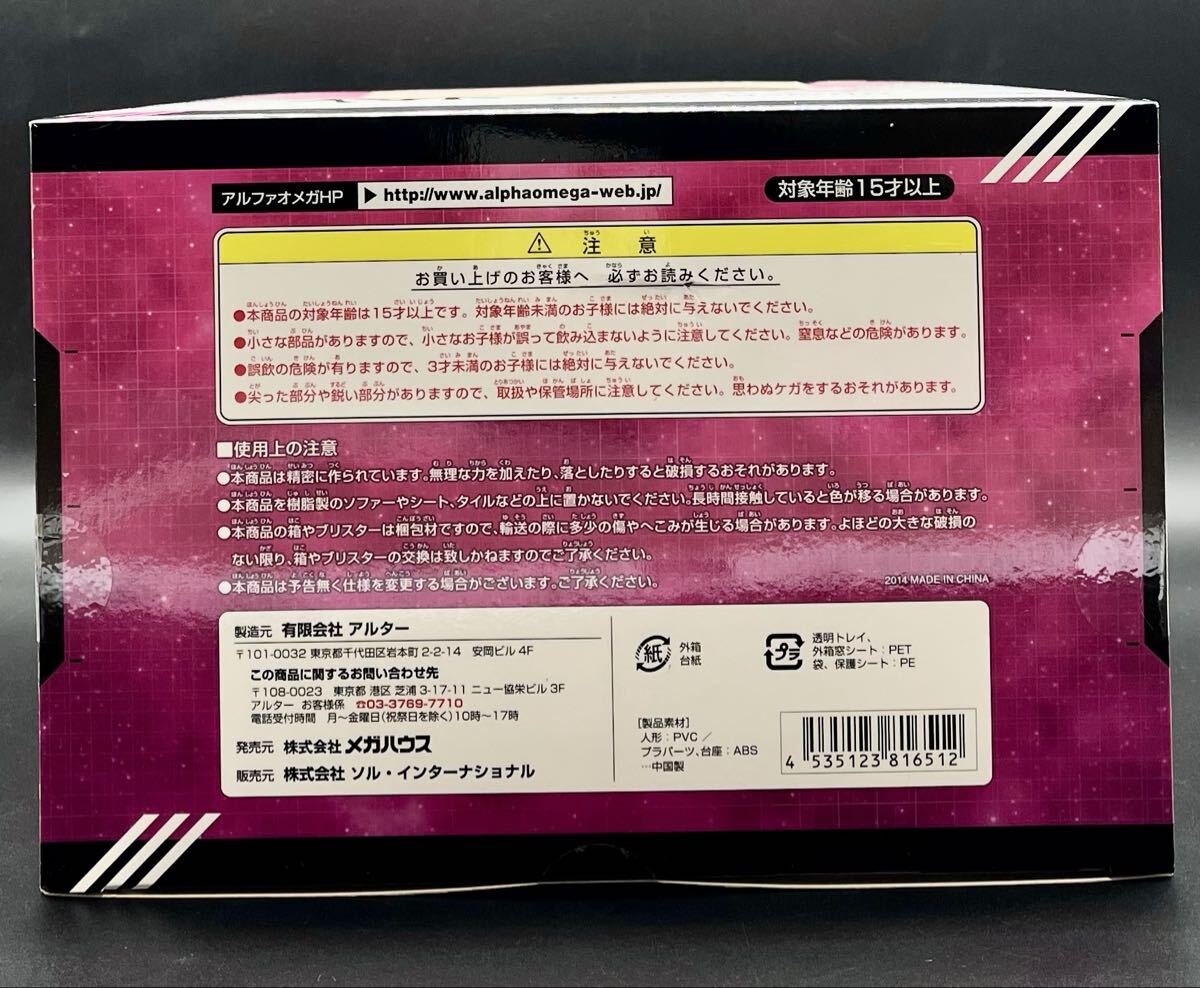 アルファオメガHP ▶ http://www.alphaomega-web.jp/
対象年齢15才以上
⚠ 注意
お買い上げのお客様へ 必ずお読みください。
●本商品の対象年齢は15才以上です。対象年齢未満のお子様には絶対に与えないでください。
●小さな部品がありますので、小さなお子様が誤って飲み込まないように注意してください。窒息などの危険があります。
●誤飲の危険が有りますので、3才未満のお子様には絶対に与えないでください。
●尖った部分や鋭い部分がありますので、取扱や保管場所に注意してください。思わぬケガをするおそれがあります。
■使用上の注意
●本商品は精密に作られています。無理な力を加えたり、落としたりすると破損するおそれがあります。
●本商品を樹脂製のソファーやシート、タイルなどの上に置かないでください。長時間接触していると色が移る場合があります。
●本商品の箱やブリスターは梱包材ですので、輸送の際に多少の傷やへこみが生じる場合があります。よほどの大きな破損の
ない限り、箱やブリスターの交換は致しかねますのでご了承ください。
●本商品は予告無く仕様を変更する場合がございます。ご了承ください。
2014 MADE IN CHINA
製造元 有限会社 アルター
〒101-0032 東京都千代田区岩本町2-2-14 安岡ビル 4F
この商品に関するお問い合わせ先
〒108-0023 東京都 港区 芝浦 3-17-11 ニュー協栄ビル 3F
アルター お客様係 ☎03-3769-7710
電話受付時間 月〜金曜日(祝祭日を除く)10時〜17時
発売元 株式会社 メガハウス
販売元 株式会社 ソル・インターナショナル
紙
外箱
台紙
プラ
透明トレイ、
外箱窓シート：PET
袋、保護シート：PE
[製品素材]
人形：PVC ／
プラパーツ、台座：ABS
…中国製
4 535123 816512